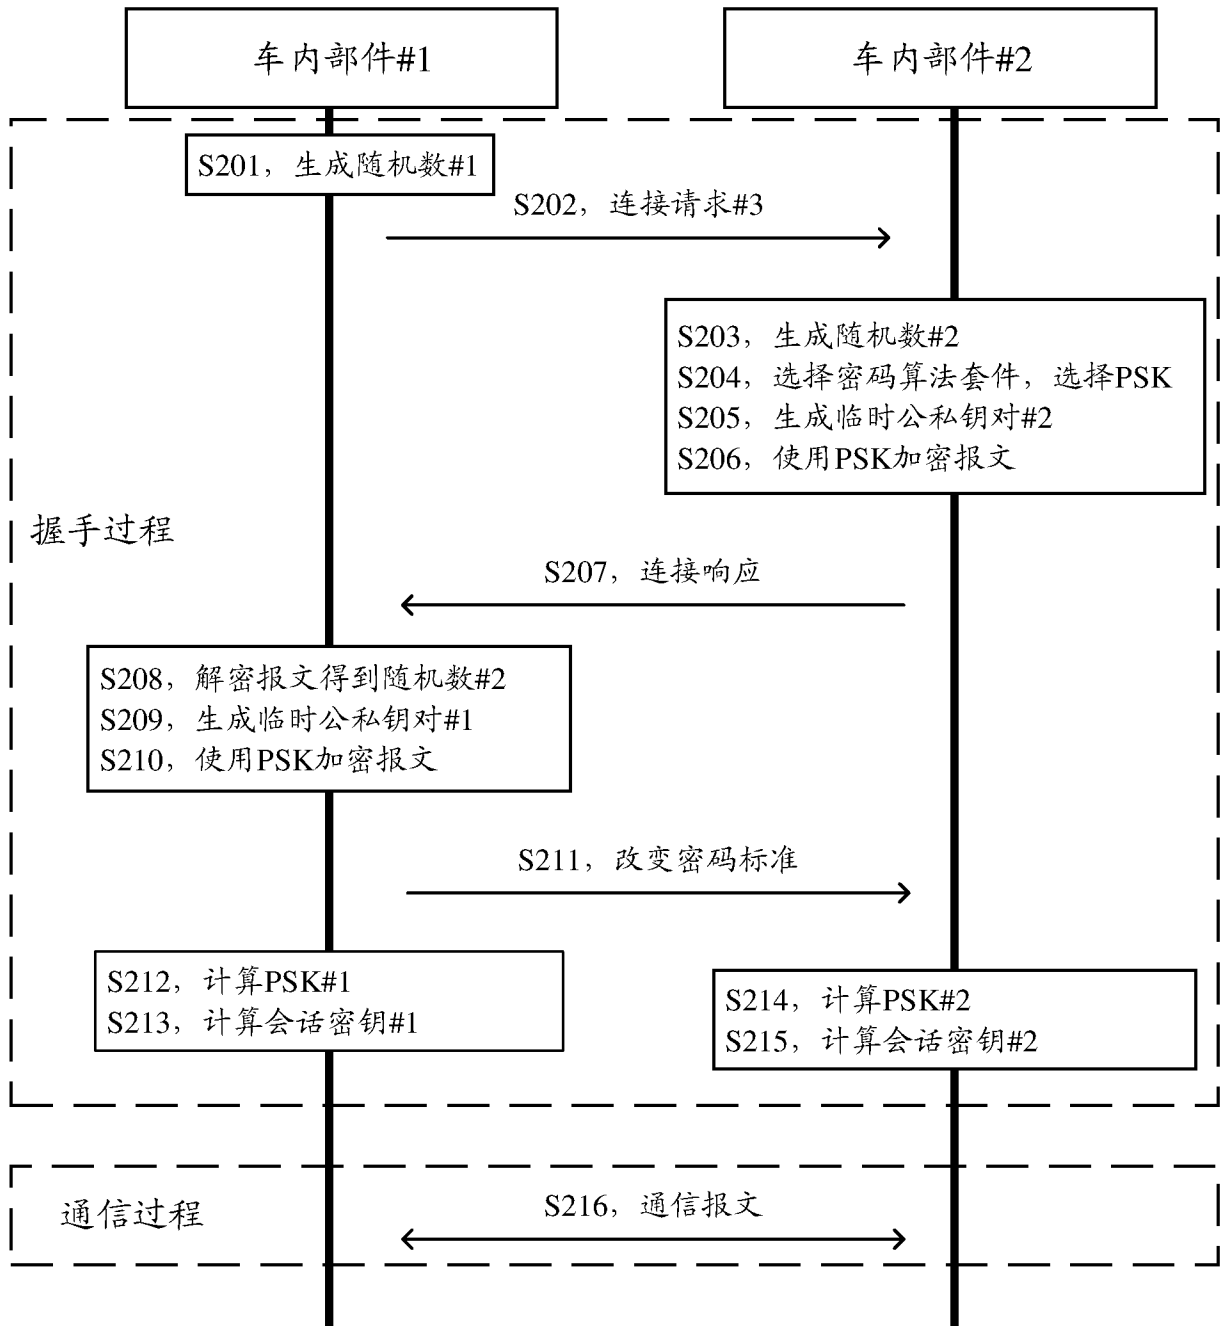 车内部件#1
车内部件#2
S201，生成随机数#1
S202，连接请求#3
S203，生成随机数#2
S204，选择密码算法套件，选择PSK
S205，生成临时公私钥对#2
S206，使用PSK加密报文
握手过程
S207，连接响应
S208，解密报文得到随机数#2
S209，生成临时公私钥对#1
S210，使用PSK加密报文
S211，改变密码标准
S212，计算PSK#1
S213，计算会话密钥#1
S214，计算PSK#2
S215，计算会话密钥#2
通信过程
S216，通信报文